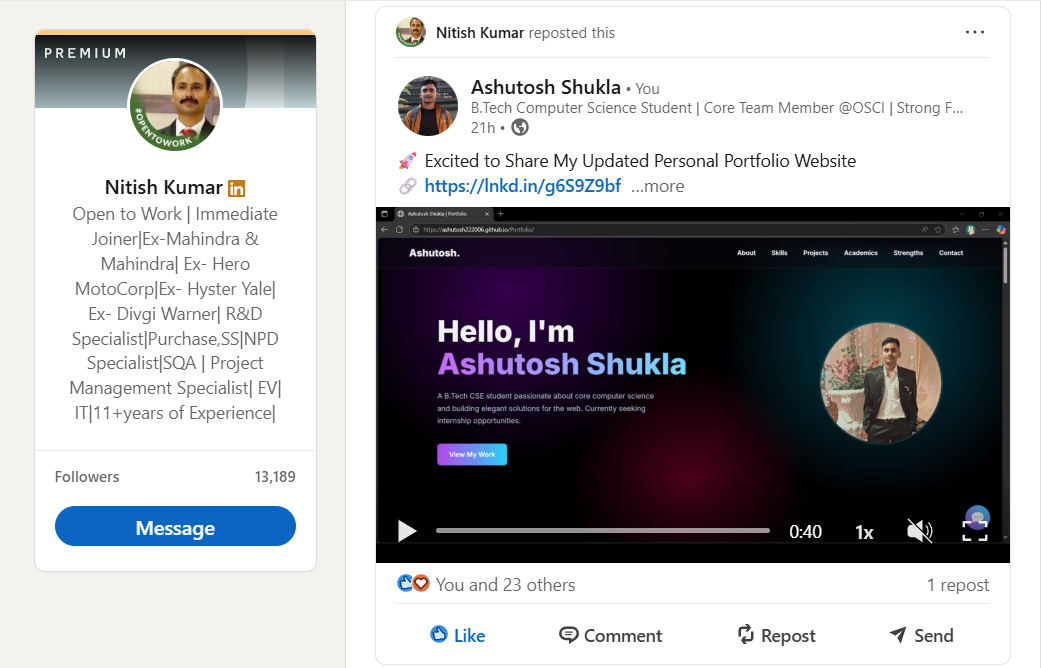 PREMIUM
#OPENTOWORK
Nitish Kumar in
Open to Work | Immediate
Joiner|Ex-Mahindra &
Mahindra| Ex- Hero
MotoCorp|Ex- Hyster Yale|
Ex- Divgi Warner| R&D
Specialist|Purchase,SS|NPD
Specialist|SQA | Project
Management Specialist| EV|
IT|11+years of Experience|
Followers 13,189
Message
Nitish Kumar reposted this
Ashutosh Shukla • You
B.Tech Computer Science Student | Core Team Member @OSCI | Strong F...
21h •
🚀 Excited to Share My Updated Personal Portfolio Website
🔗 https://lnkd.in/g6S9Z9bf ...more
Ashutosh Shukla | Portfolio
https://ashutosh222006.github.io/Portfolio/
Ashutosh. About Skills Projects Academics Strengths Contact
Hello, I'm
Ashutosh Shukla
A B.Tech CSE student passionate about core computer science
and building elegant solutions for the web. Currently seeking
internship opportunities.
View My Work
0:40 1x
You and 23 others 1 repost
Like Comment Repost Send